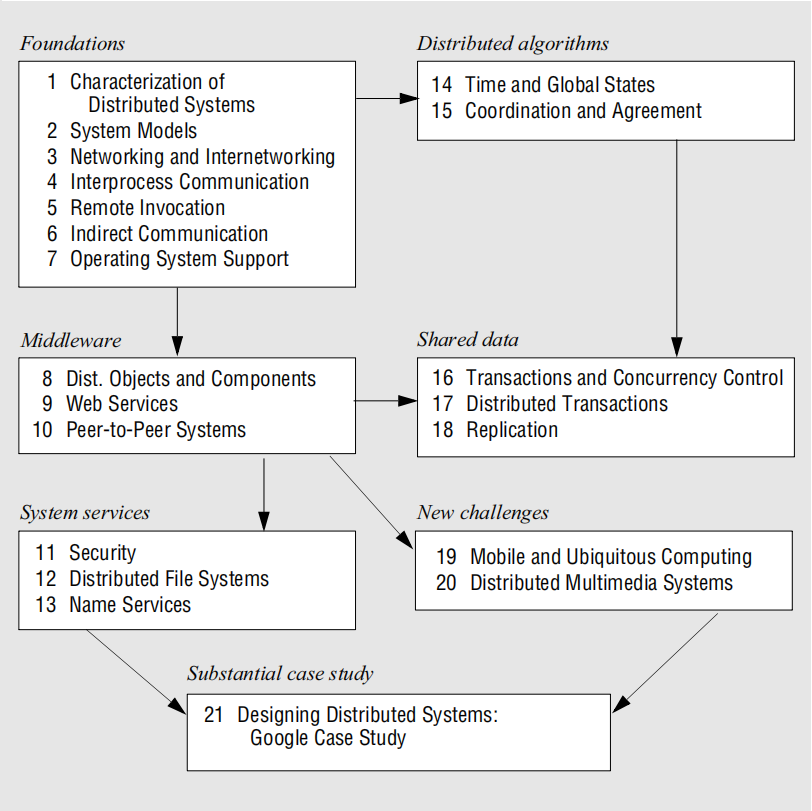 Foundations
1 Characterization of
Distributed Systems
2 System Models
3 Networking and Internetworking
4 Interprocess Communication
5 Remote Invocation
6 Indirect Communication
7 Operating System Support
Distributed algorithms
14 Time and Global States
15 Coordination and Agreement
Middleware
8 Dist. Objects and Components
9 Web Services
10 Peer-to-Peer Systems
Shared data
16 Transactions and Concurrency Control
17 Distributed Transactions
18 Replication
System services
11 Security
12 Distributed File Systems
13 Name Services
New challenges
19 Mobile and Ubiquitous Computing
20 Distributed Multimedia Systems
Substantial case study
21 Designing Distributed Systems:
Google Case Study